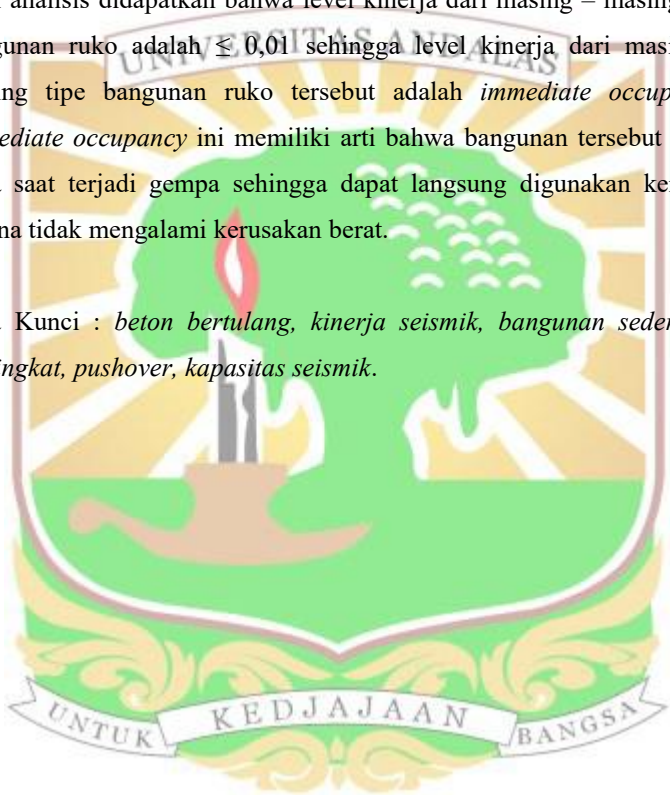 analisis didapatkan bahwa level kinerja dari masing – masing
gunan ruko adalah ≤ 0,01 sehingga level kinerja dari masi
UNIVERSITAS ANDALAS
ng tipe bangunan ruko tersebut adalah immediate occup
ediate occupancy ini memiliki arti bahwa bangunan tersebut
saat terjadi gempa sehingga dapat langsung digunakan ke
na tidak mengalami kerusakan berat.
Kunci : beton bertulang, kinerja seismik, bangunan seder
ingkat, pushover, kapasitas seismik.
UNTUK KEDJAJAAN BANGSA